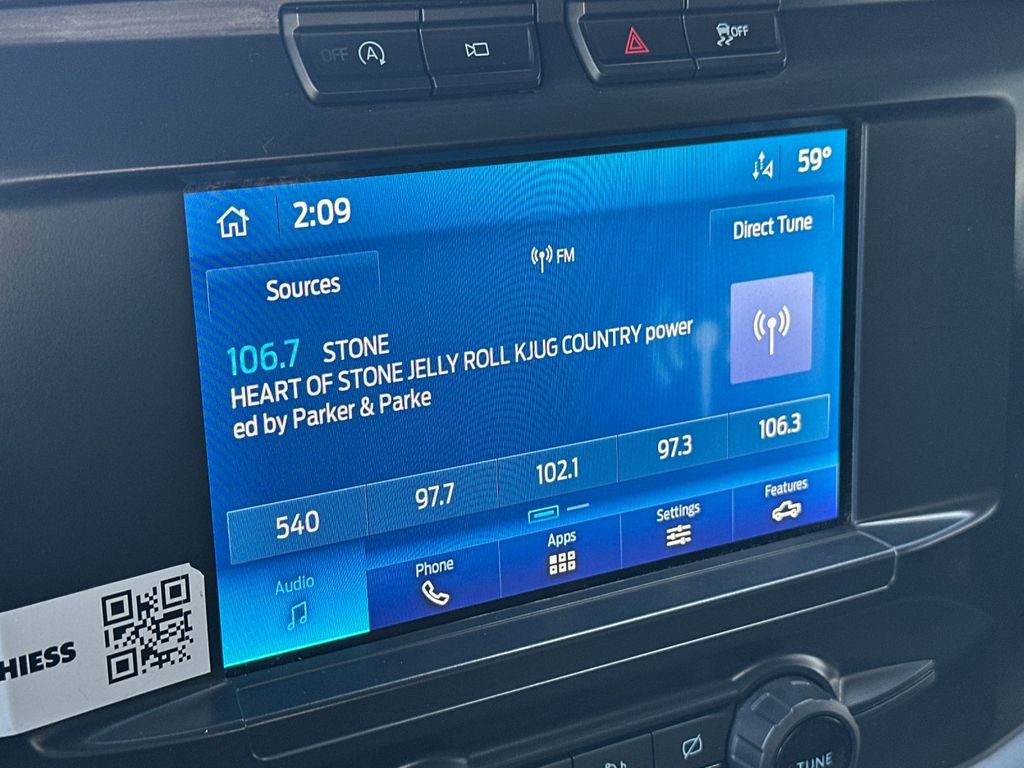 OFF A
OFF
2:09
59°
Direct Tune
FM
Sources
106.7 STONE
HEART OF STONE JELLY ROLL KJUG COUNTRY power
ed by Parker & Parke
540 97.7 102.1 97.3 106.3
Audio Phone Apps Settings Features
HIESS
TUNE